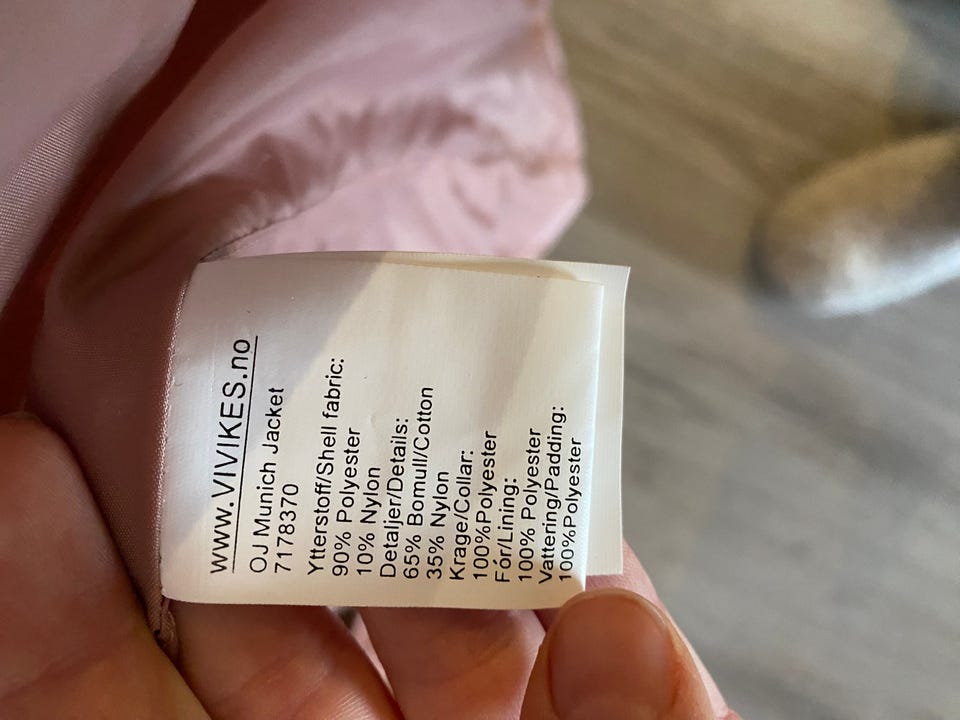 www.VIVIKES.no
OJ Munich Jacket
7178370
Ytterstoff/Shell fabric:
90% Polyester
10% Nylon
Detaljer/Details:
65% Bomull/Cotton
35% Nylon
Krage/Collar:
100%Polyester
Fór/Lining:
100% Polyester
Vattering/Padding:
100%Polyester